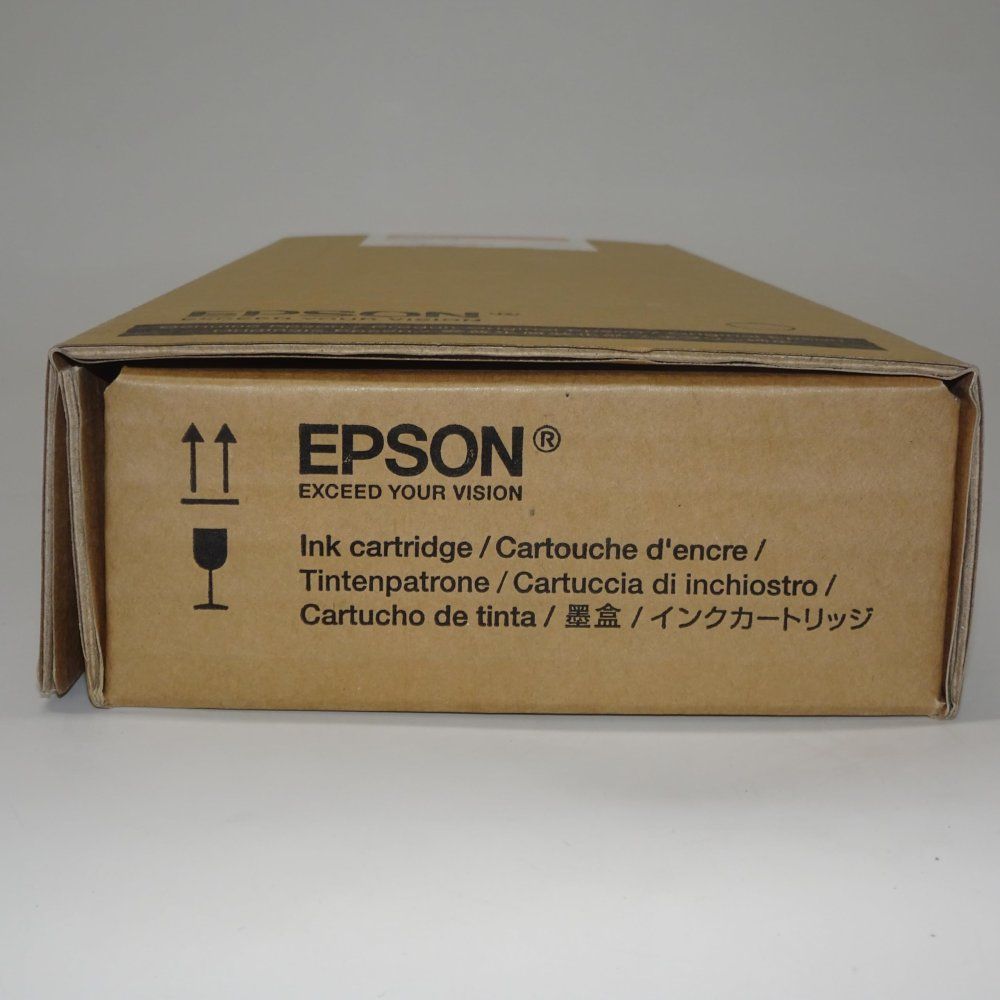 EPSON®
EPSON®
EXCEED YOUR VISION
Ink cartridge / Cartouche d'encre /
Tintenpatrone / Cartuccia di inchiostro /
Cartucho de tinta / 墨盒 / インクカートリッジ